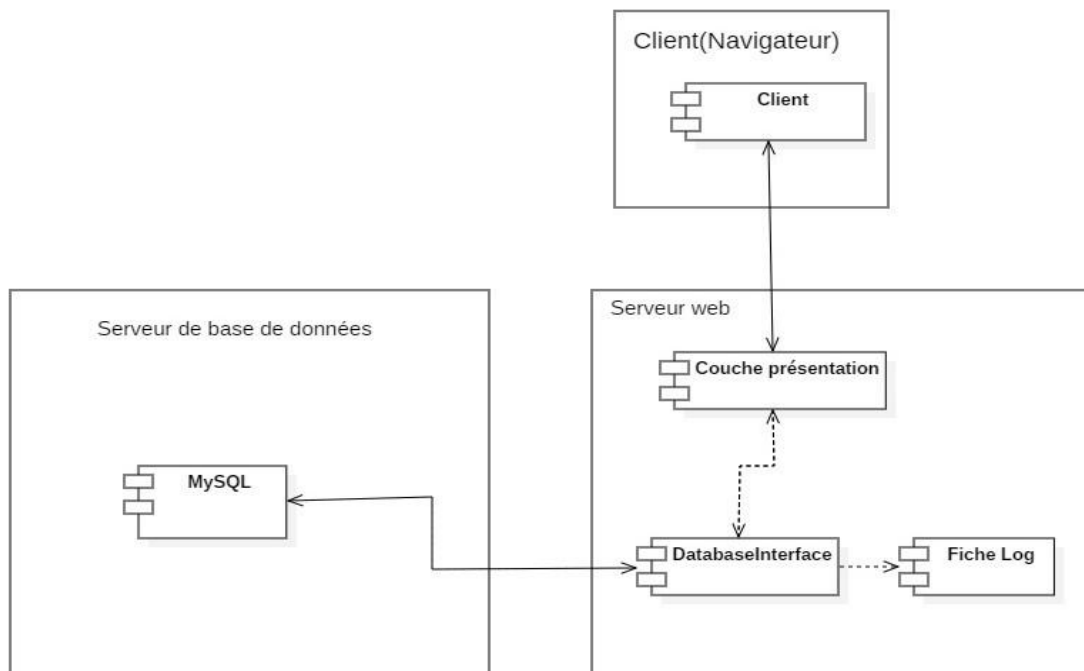 Client(Navigateur)
Client
Serveur de base de données
Serveur web
Couche présentation
MySQL
DatabaseInterface
Fiche Log